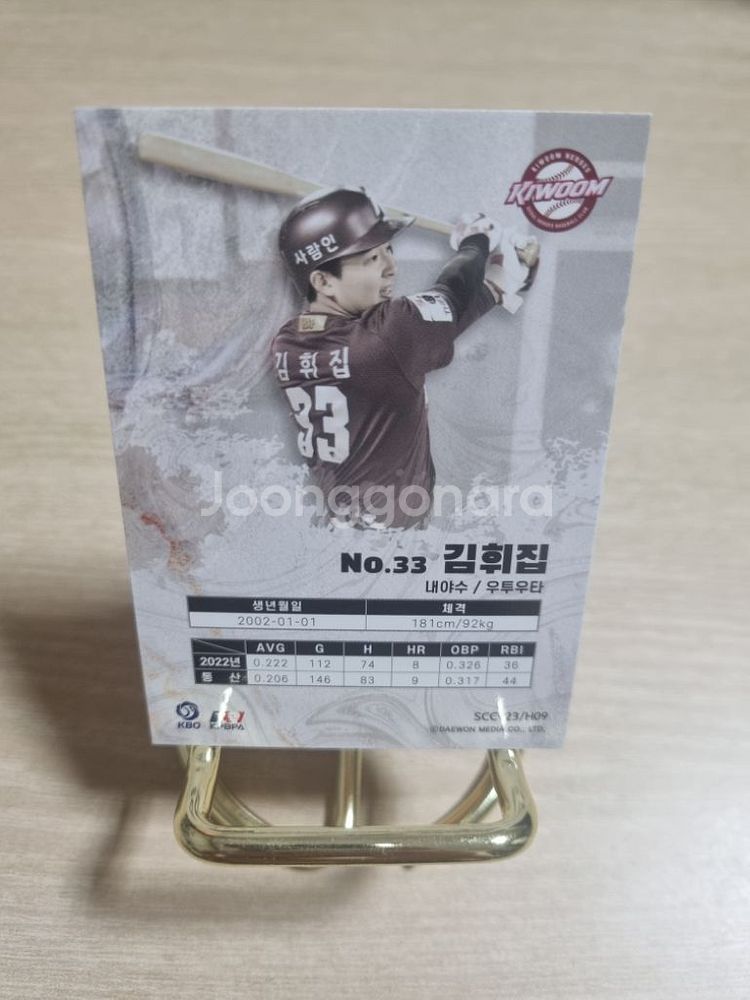 KIWOOM HEROES
KIWOOM
사람인
김휘집
33
Joonggonara
No.33 김휘집
내야수 / 우투우타
생년월일 체격
2002-01-01 181cm/92kg
AVG G H HR OBP RBI
2022년 0.222 112 74 8 0.326 36
통 산 0.206 146 83 9 0.317 44
KBO
SCC-23/H09
ⓒDAEWON MEDIA CO., LTD.